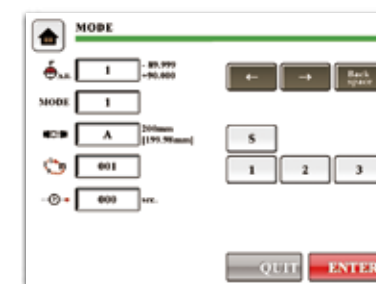 MODE
S.N. 1 - 89.999
+90.000
MODE 1
A 200mm
[199.98mm]
001
000 sec.
← → Back space
S
1 2 3
QUIT ENTER